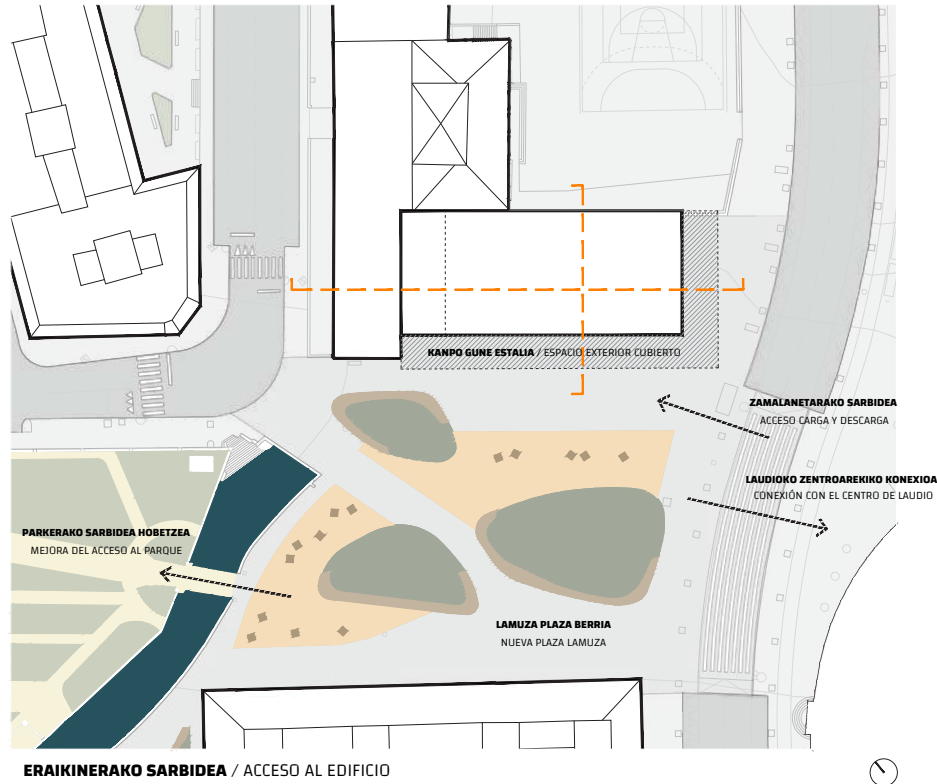 KANPO GUNE ESTALIA / ESPACIO EXTERIOR CUBIERTO
ZAMALANETARAKO SARBIDEA
ACCESO CARGA Y DESCARGA
LAUDIOKO ZENTROAREKIKO KONEXIOA
CONEXIÓN CON EL CENTRO DE LAUDIO
PARKERAKO SARBIDEA HOBETZEA
MEJORA DEL ACCESO AL PARQUE
LAMUZA PLAZA BERRIA
NUEVA PLAZA LAMUZA
ERAIKINERAKO SARBIDEA / ACCESO AL EDIFICIO